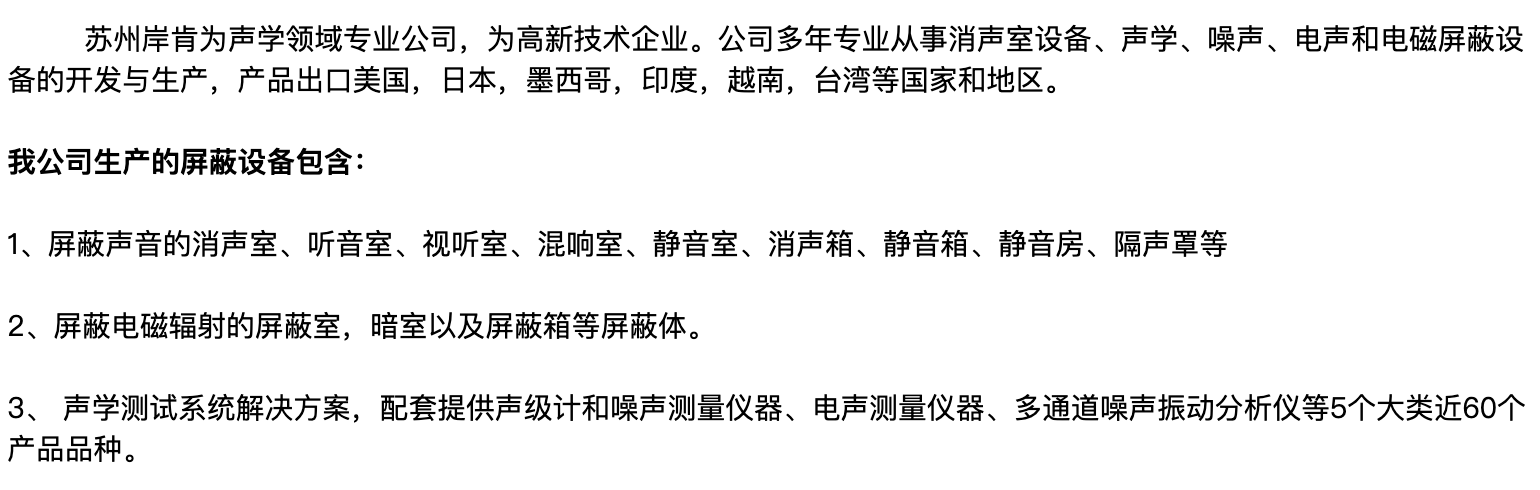 苏州岸肯为声学领域专业公司，为高新技术企业。公司多年专业从事消声室设备、声学、噪声、电声和电磁屏蔽设
备的开发与生产，产品出口美国，日本，墨西哥，印度，越南，台湾等国家和地区。
我公司生产的屏蔽设备包含：
1、屏蔽声音的消声室、听音室、视听室、混响室、静音室、消声箱、静音箱、静音房、隔声罩等
2、屏蔽电磁辐射的屏蔽室，暗室以及屏蔽箱等屏蔽体。
3、 声学测试系统解决方案，配套提供声级计和噪声测量仪器、电声测量仪器、多通道噪声振动分析仪等5个大类近60个
产品品种。